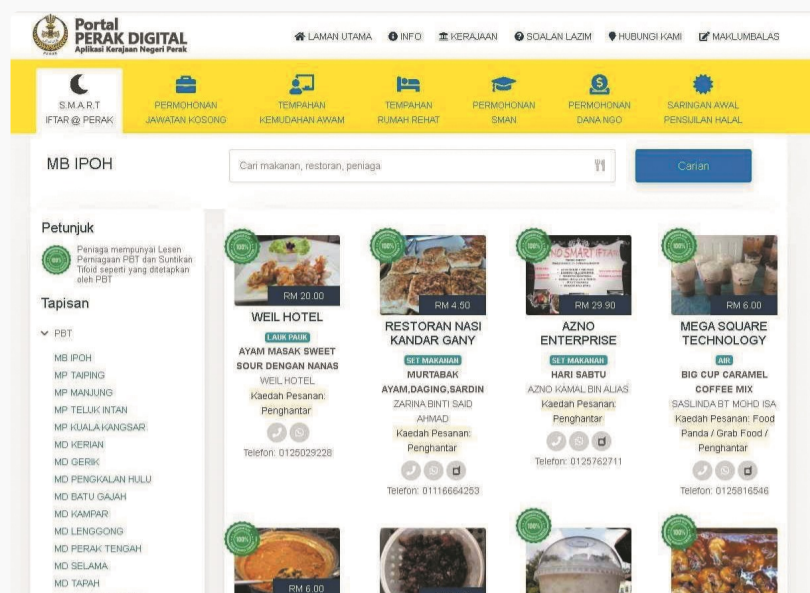 Portal
PERAK DIGITAL
Aplikasi Kerajaan Negeri Perak
LAMAN UTAMA
INFO
KERAJAAN
SOALAN LAZIM
HUBUNGI KAMI
MAKLUMBALAS
S.M.A.R.T
IFTAR @ PERAK
PERMOHONAN
JAWATAN KOSONG
TEMPAHAN
KEMUDAHAN AWAM
TEMPAHAN
RUMAH REHAT
PERMOHONAN
SMAN
PERMOHONAN
DANA NGO
SARINGAN AWAL
PENSIJILAN HALAL
MB IPOH
Cari makanan, restoran, peniaga
Carian
Petunjuk
100%
Peniaga mempunyai Lesen
Perniagaan PBT dan Suntikan
Tifoid seperti yang ditetapkan
oleh PBT
Tapisan
PBT
MB IPOH
MP TAIPING
MP MANJUNG
MP TELUK INTAN
MP KUALA KANGSAR
MD KERIAN
MD GERIK
MD PENGKALAN HULU
MD BATU GAJAH
MD KAMPAR
MD LENGGONG
MD PERAK TENGAH
MD SELAMA
MD TAPAH
100%
RM 20.00
WEIL HOTEL
LAUK PAUK
AYAM MASAK SWEET
SOUR DENGAN NANAS
WEIL HOTEL
Kaedah Pesanan:
Penghantar
Telefon: 0125029228
100%
RM 4.50
RESTORAN NASI
KANDAR GANY
SET MAKANAN
MURTABAK
AYAM,DAGING,SARDIN
ZARINA BINTI SAID
AHMAD
Kaedah Pesanan:
Penghantar
Telefon: 01116664253
100%
NO SMART IFTAR
RM 29.90
AZNO
ENTERPRISE
SET MAKANAN
HARI SABTU
AZNO KAMAL BIN ALIAS
Kaedah Pesanan:
Penghantar
Telefon: 0125762711
100%
RM 6.00
MEGA SQUARE
TECHNOLOGY
AIR
BIG CUP CARAMEL
COFFEE MIX
SASLINDA BT MOHD ISA
Kaedah Pesanan: Food
Panda / Grab Food /
Penghantar
Telefon: 0125816546
100%
RM 6.00
100%
100%